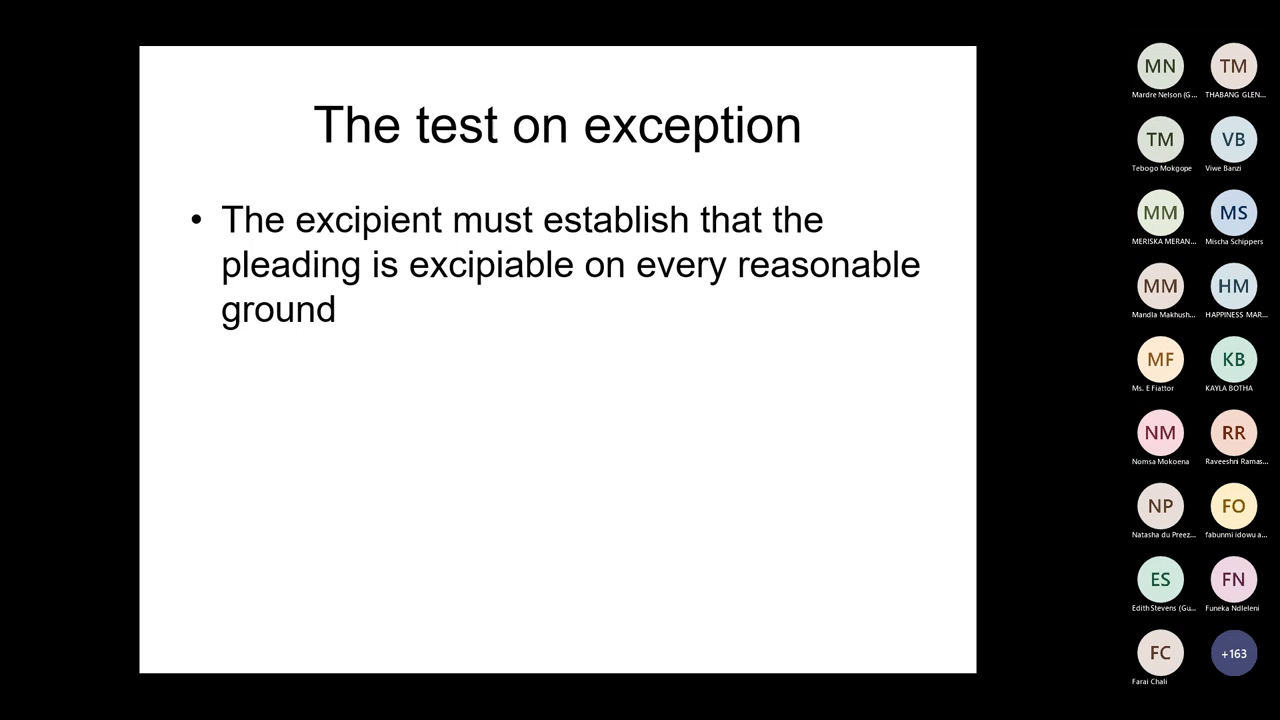 The test on exception
• The excipient must establish that the
pleading is excipiable on every reasonable
ground
MN TM
Mardre Nelson (G... THABANG GLEN...
TM VB
Tebogo Mokgope Viwe Banzi
MM MS
MERISKA MERAN... Mischa Schippers
MM HM
Mandla Makhush... HAPPINESS MAR...
MF KB
Ms. E Fiattor KAYLA BOTHA
NM RR
Nomsa Mokoena Raveeshni Ramas...
NP FO
Natasha du Preez... fabunmi idowu a...
ES FN
Edith Stevens (Gu... Funeka Ndleleni
FC +163
Farai Chali